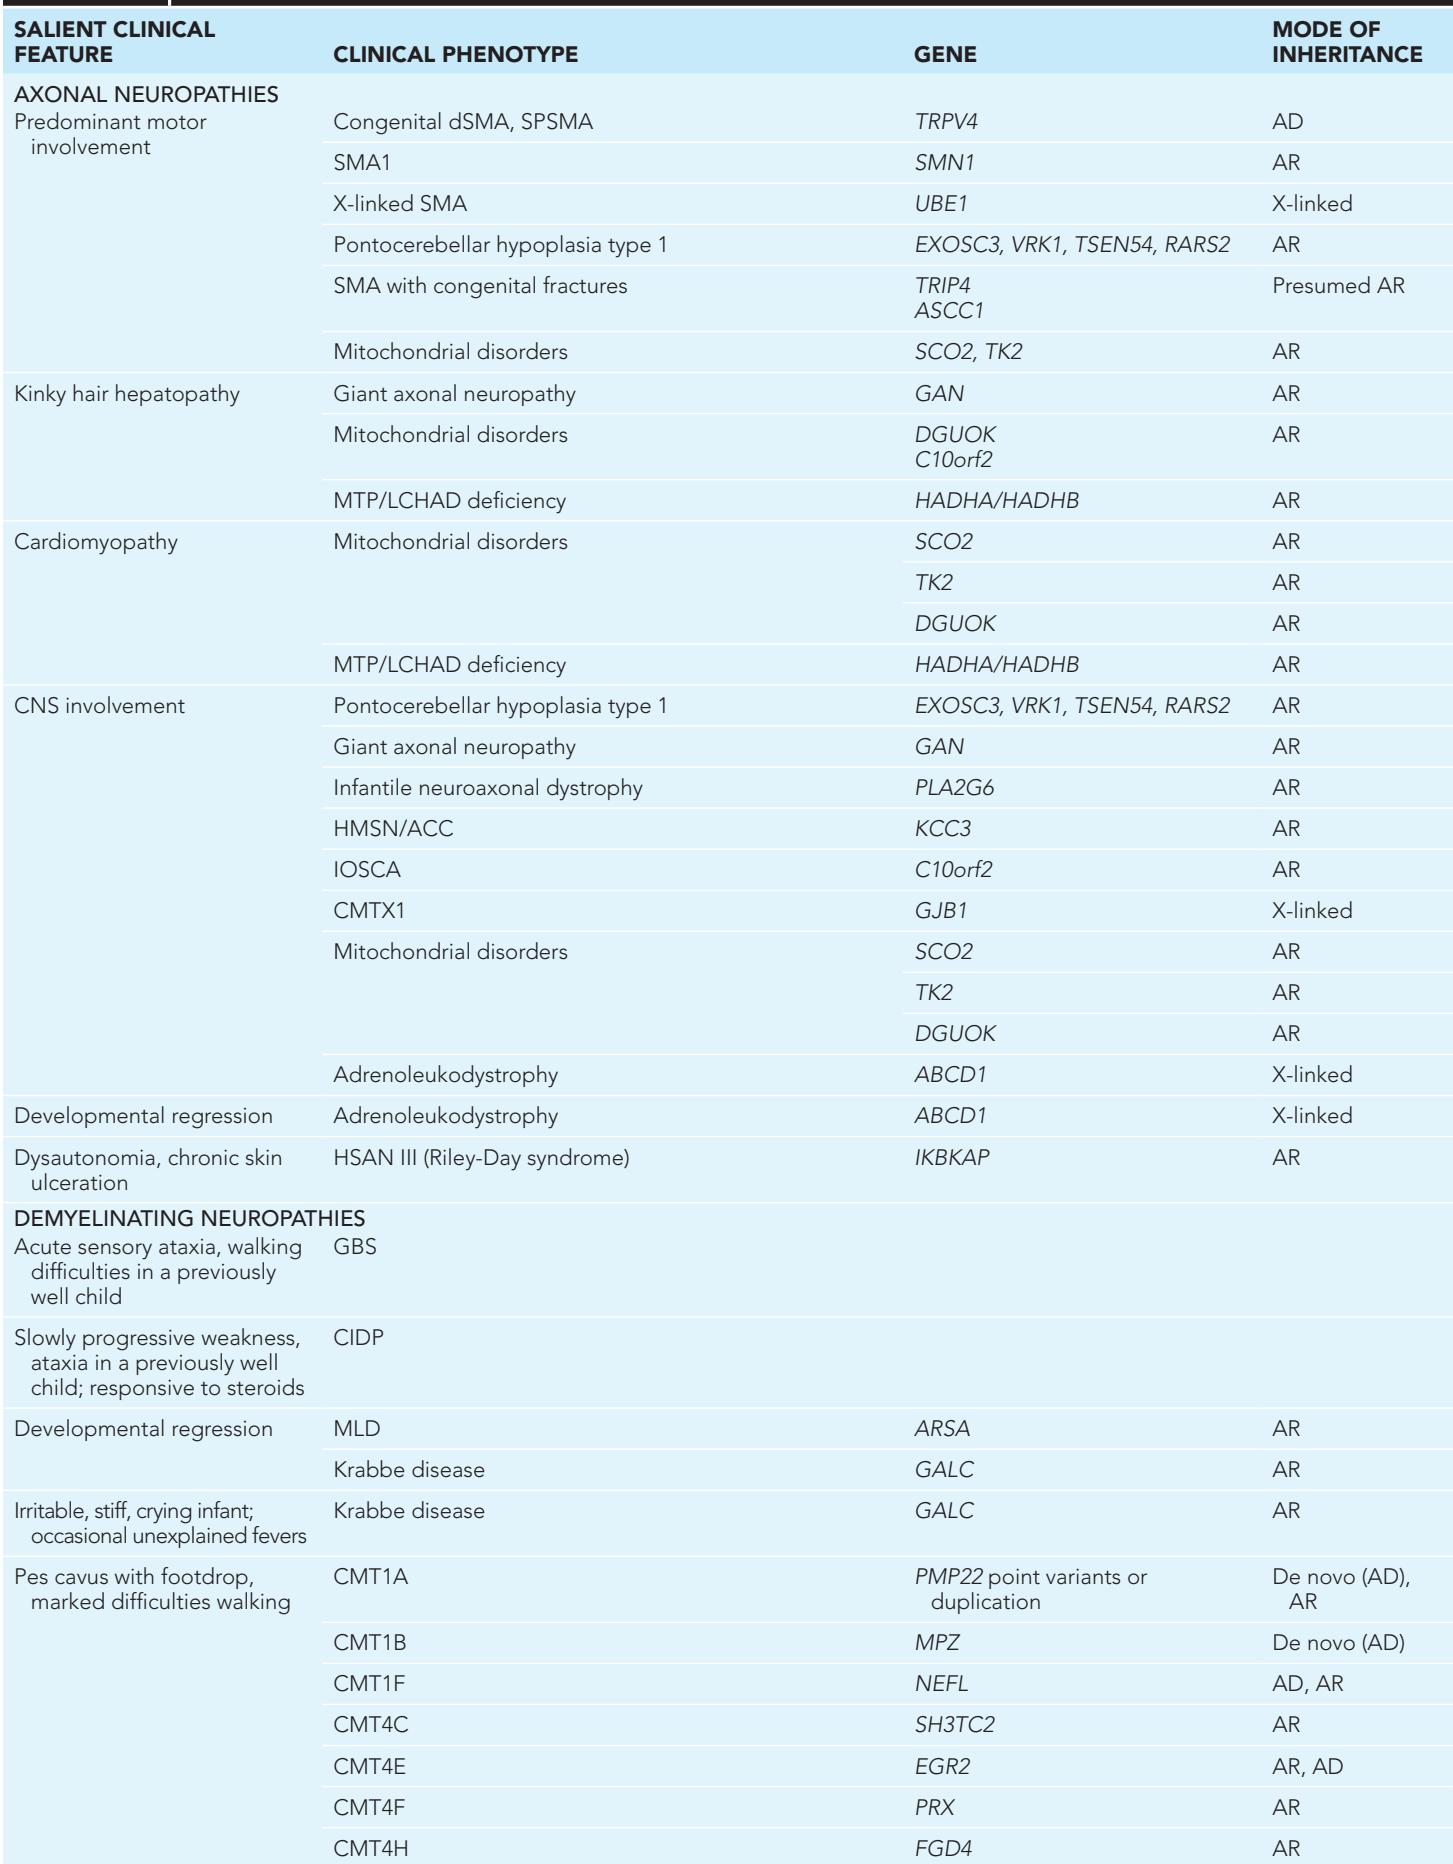 SALIENT CLINICAL
FEATURE CLINICAL PHENOTYPE GENE MODE OF
INHERITANCE
AXONAL NEUROPATHIES
Predominant motor Congenital dSMA, SPSMA TRPV4 AD
involvement
SMA1 SMN1 AR
X-linked SMA UBE1 X-linked
Pontocerebellar hypoplasia type 1 EXOSC3, VRK1, TSEN54, RARS2 AR
SMA with congenital fractures TRIP4 Presumed AR
ASCC1
Mitochondrial disorders SCO2, TK2 AR
Kinky hair hepatopathy Giant axonal neuropathy GAN AR
Mitochondrial disorders DGUOK AR
C10orf2
MTP/LCHAD deficiency HADHA/HADHB AR
Cardiomyopathy Mitochondrial disorders SCO2 AR
TK2 AR
DGUOK AR
MTP/LCHAD deficiency HADHA/HADHB AR
CNS involvement Pontocerebellar hypoplasia type 1 EXOSC3, VRK1, TSEN54, RARS2 AR
Giant axonal neuropathy GAN AR
Infantile neuroaxonal dystrophy PLA2G6 AR
HMSN/ACC KCC3 AR
IOSCA C10orf2 AR
CMTX1 GJB1 X-linked
Mitochondrial disorders SCO2 AR
TK2 AR
DGUOK AR
Adrenoleukodystrophy ABCD1 X-linked
Developmental regression Adrenoleukodystrophy ABCD1 X-linked
Dysautonomia, chronic skin HSAN III (Riley-Day syndrome) IKBKAP AR
ulceration
DEMYELINATING NEUROPATHIES
Acute sensory ataxia, walking GBS
difficulties in a previously
well child
Slowly progressive weakness, CIDP
ataxia in a previously well
child; responsive to steroids
Developmental regression MLD ARSA AR
Krabbe disease GALC AR
Irritable, stiff, crying infant; Krabbe disease GALC AR
occasional unexplained fevers
Pes cavus with footdrop, CMT1A PMP22 point variants or De novo (AD),
marked difficulties walking duplication AR
CMT1B MPZ De novo (AD)
CMT1F NEFL AD, AR
CMT4C SH3TC2 AR
CMT4E EGR2 AR, AD
CMT4F PRX AR
CMT4H FGD4 AR